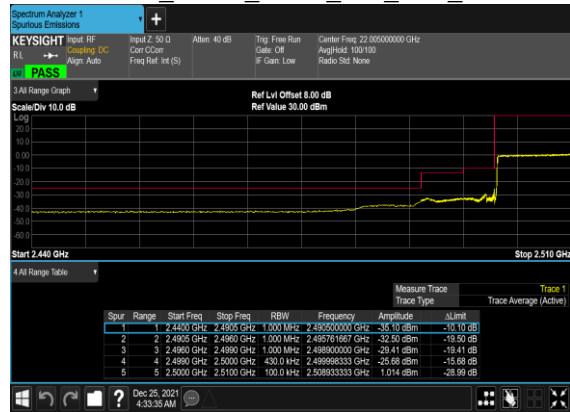 Spectrum Analyzer 1
Spurious Emissions
KEYSIGHT Input: RF Input Z: 50 Ω Atten: 40 dB Trig: Free Run Center Freq: 22.005000000 GHz
RL Coupling: DC Corr CCorr Gate: Off Avg|Hold: 100/100
Align: Auto Freq Ref: Int (S) IF Gain: Low Radio Std: None
LW PASS
3 All Range Graph
Ref Lvl Offset 8.00 dB
Scale/Div 10.0 dB Ref Value 30.00 dBm
Log
20.0
10.0
0.00
-10.0
-20.0
-30.0
-40.0
-50.0
-60.0
Start 2.440 GHz Stop 2.510 GHz
4 All Range Table
Measure Trace Trace 1
Trace Type Trace Average (Active)
Spur Range Start Freq Stop Freq RBW Frequency Amplitude ΔLimit
1 1 2.4400 GHz 2.4905 GHz 1.000 MHz 2.490500000 GHz -35.10 dBm -10.10 dB
2 2 2.4905 GHz 2.4960 GHz 1.000 MHz 2.495761667 GHz -32.50 dBm -19.50 dB
3 3 2.4960 GHz 2.4990 GHz 1.000 MHz 2.498900000 GHz -29.41 dBm -19.41 dB
4 4 2.4990 GHz 2.5000 GHz 430.0 kHz 2.499998333 GHz -25.68 dBm -15.68 dB
5 5 2.5000 GHz 2.5100 GHz 100.0 kHz 2.508933333 GHz 1.014 dBm -28.99 dB
? Dec 25, 2021
4:33:35 AM